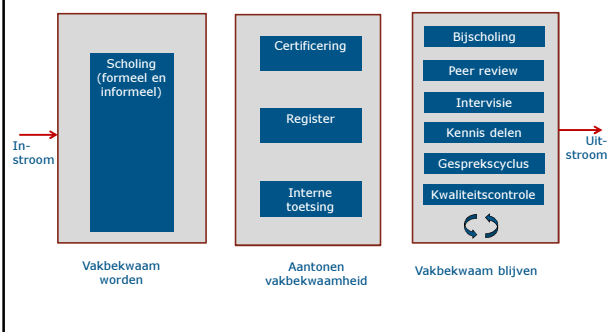 In-
stroom
Scholing
(formeel en
informeel)
Vakbekwaam
worden
Certificering
Register
Interne
toetsing
Aantonen
vakbekwaamheid
Bijscholing
Peer review
Intervisie
Kennis delen
Gesprekscyclus
Kwaliteitscontrole
Vakbekwaam blijven
Uit-
stroom